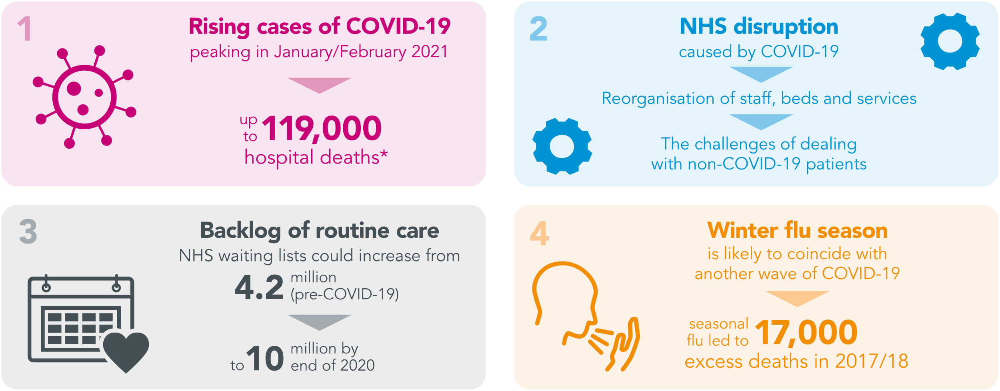 1
Rising cases of COVID-19
peaking in January/February 2021
up
to 119,000
hospital deaths*
2
NHS disruption
caused by COVID-19
Reorganisation of staff, beds and services
The challenges of dealing
with non-COVID-19 patients
3
Backlog of routine care
NHS waiting lists could increase from
4.2 million
(pre-COVID-19)
to 10 million by
end of 2020
4
Winter flu season
is likely to coincide with
another wave of COVID-19
seasonal
flu led to 17,000
excess deaths in 2017/18